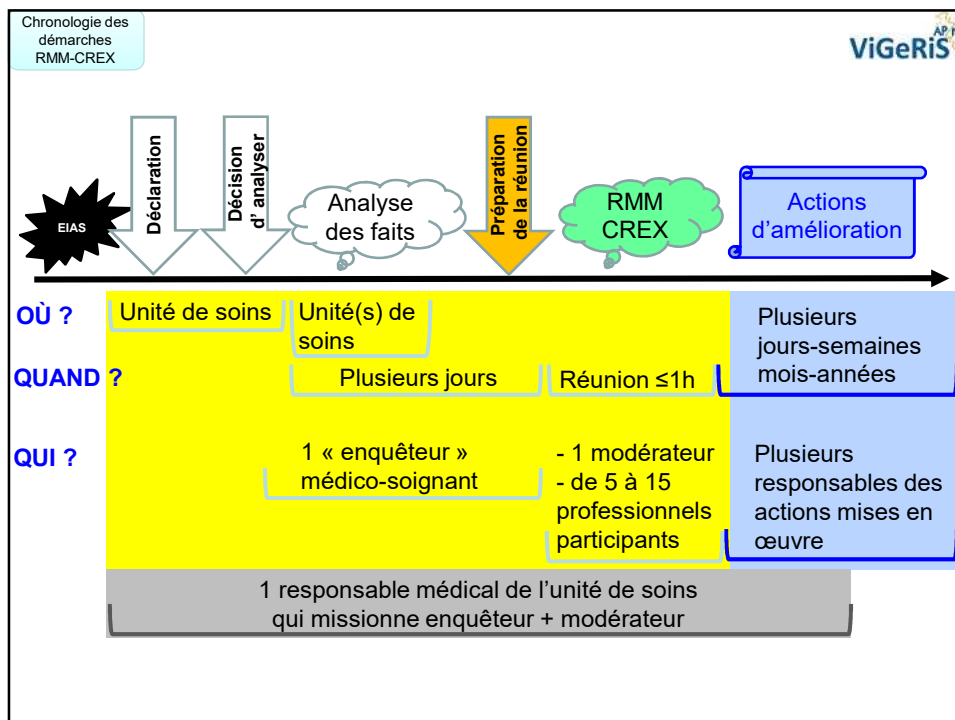 Chronologie des
démarches
RMM-CREX
ViGeRiS
EIAS
Déclaration
Décision
d' analyser
Analyse
des faits
Préparation
de la réunion
RMM
CREX
Actions
d'amélioration
OÙ ?
Unité de soins
Unité(s) de
soins
QUAND ?
Plusieurs jours
Réunion ≤1h
Plusieurs
jours-semaines
mois-années
QUI ?
1 « enquêteur »
médico-soignant
- 1 modérateur
- de 5 à 15
professionnels
participants
Plusieurs
responsables des
actions mises en
œuvre
1 responsable médical de l'unité de soins
qui missionne enquêteur + modérateur